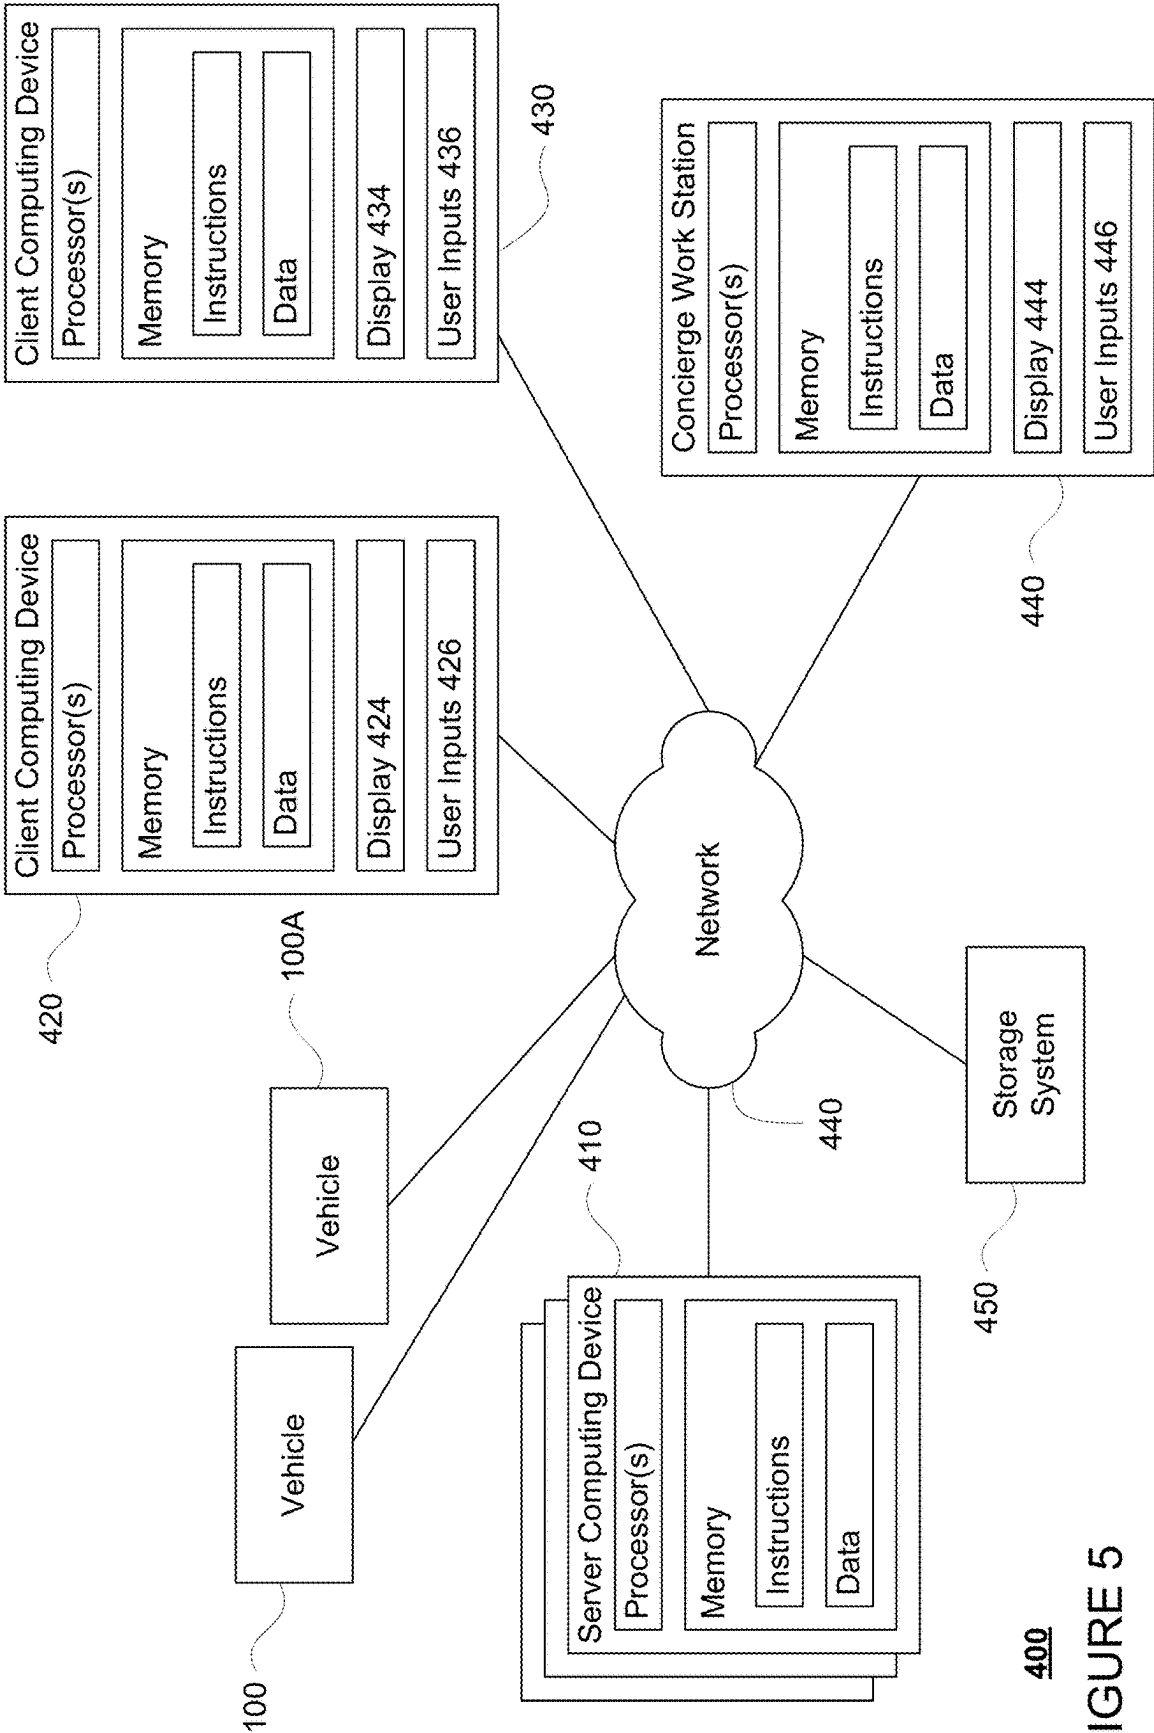 Vehicle
100
Vehicle
100A
Client Computing Device
Processor(s)
Memory
Instructions
Data
Display 424
User Inputs 426
420
Client Computing Device
Processor(s)
Memory
Instructions
Data
Display 434
User Inputs 436
430
Server Computing Device
Processor(s)
Memory
Instructions
Data
410
Network
440
Storage
System
450
Concierge Work Station
Processor(s)
Memory
Instructions
Data
Display 444
User Inputs 446
440
400
IGURE 5